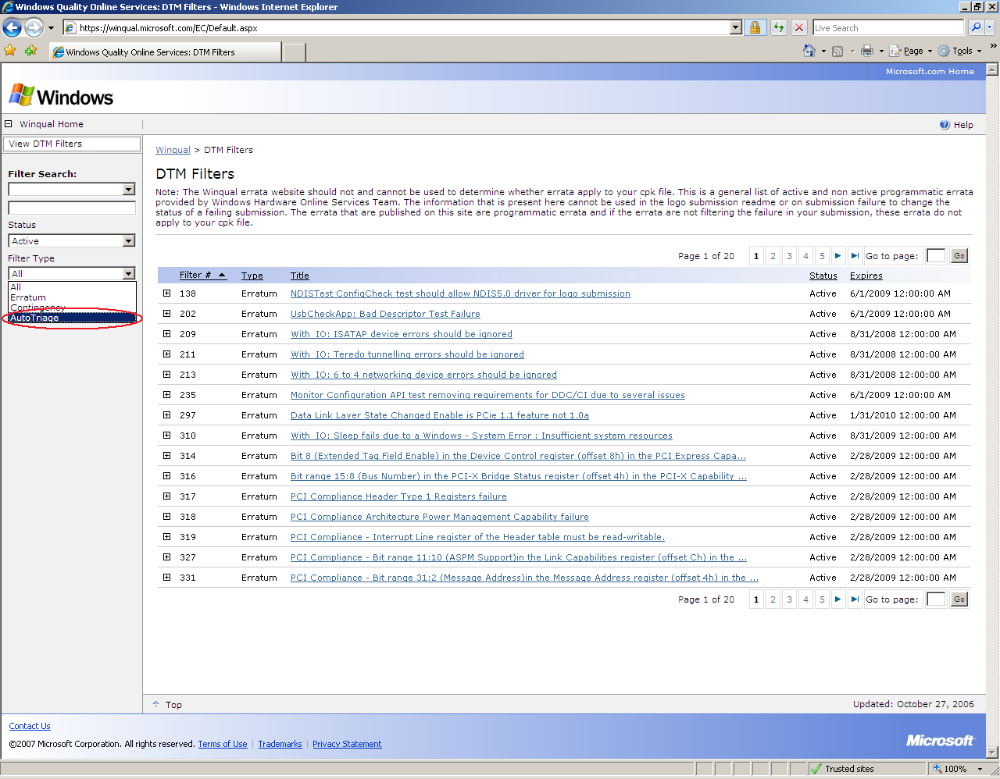 Windows Quality Online Services: DTM Filters - Windows Internet Explorer
https://winqual.microsoft.com/EC/Default.aspx
Live Search
Windows Quality Online Services: DTM Filters
Page
Tools
Microsoft.com Home
Windows
Winqual Home
Help
View DTM Filters
Filter Search:
Status
Active
Filter Type
All
All
Erratum
Contingency
AutoTriage
Winqual > DTM Filters
DTM Filters
Note: The Winqual errata website should not and cannot be used to determine whether errata apply to your cpk file. This is a general list of active and non active programmatic errata
provided by Windows Hardware Online Services Team. The information that is present here cannot be used in the logo submission readme or on submission failure to change the
status of a failing submission. The errata that are published on this site are programmatic errata and if the errata are not filtering the failure in your submission, these errata do not
apply to your cpk file.
Page 1 of 20 1 2 3 4 5 Go to page: Go
Filter # Type Title Status Expires
138 Erratum NDISTest ConfigCheck test should allow NDIS5.0 driver for logo submission Active 6/1/2009 12:00:00 AM
202 Erratum UsbCheckApp: Bad Descriptor Test Failure Active 6/1/2009 12:00:00 AM
209 Erratum With IO: ISATAP device errors should be ignored Active 8/31/2008 12:00:00 AM
211 Erratum With IO: Teredo tunnelling errors should be ignored Active 8/31/2008 12:00:00 AM
213 Erratum With IO: 6 to 4 networking device errors should be ignored Active 8/31/2008 12:00:00 AM
235 Erratum Monitor Configuration API test removing requirements for DDC/CI due to several issues Active 6/1/2009 12:00:00 AM
297 Erratum Data Link Layer State Changed Enable is PCie 1.1 feature not 1.0a Active 1/31/2010 12:00:00 AM
310 Erratum With IO: Sleep fails due to a Windows - System Error : Insufficient system resources Active 8/31/2009 12:00:00 AM
314 Erratum Bit 8 (Extended Tag Field Enable) in the Device Control register (offset 8h) in the PCI Express Capa... Active 2/28/2009 12:00:00 AM
316 Erratum Bit range 15:8 (Bus Number) in the PCI-X Bridge Status register (offset 4h) in the PCI-X Capability ... Active 2/28/2009 12:00:00 AM
317 Erratum PCI Compliance Header Type 1 Registers failure Active 2/28/2009 12:00:00 AM
318 Erratum PCI Compliance Architecture Power Management Capability failure Active 2/28/2009 12:00:00 AM
319 Erratum PCI Compliance - Interrupt Line register of the Header table must be read-writable. Active 2/28/2009 12:00:00 AM
327 Erratum PCI Compliance - Bit range 11:10 (ASPM Support)in the Link Capabilities register (offset Ch) in the ... Active 2/28/2009 12:00:00 AM
331 Erratum PCI Compliance - Bit range 31:2 (Message Address)in the Message Address register (offset 4h) in the ... Active 2/28/2009 12:00:00 AM
Page 1 of 20 1 2 3 4 5 Go to page: Go
Top
Updated: October 27, 2006
Contact Us
©2007 Microsoft Corporation. All rights reserved. Terms of Use | Trademarks | Privacy Statement
Microsoft
Trusted sites
100%